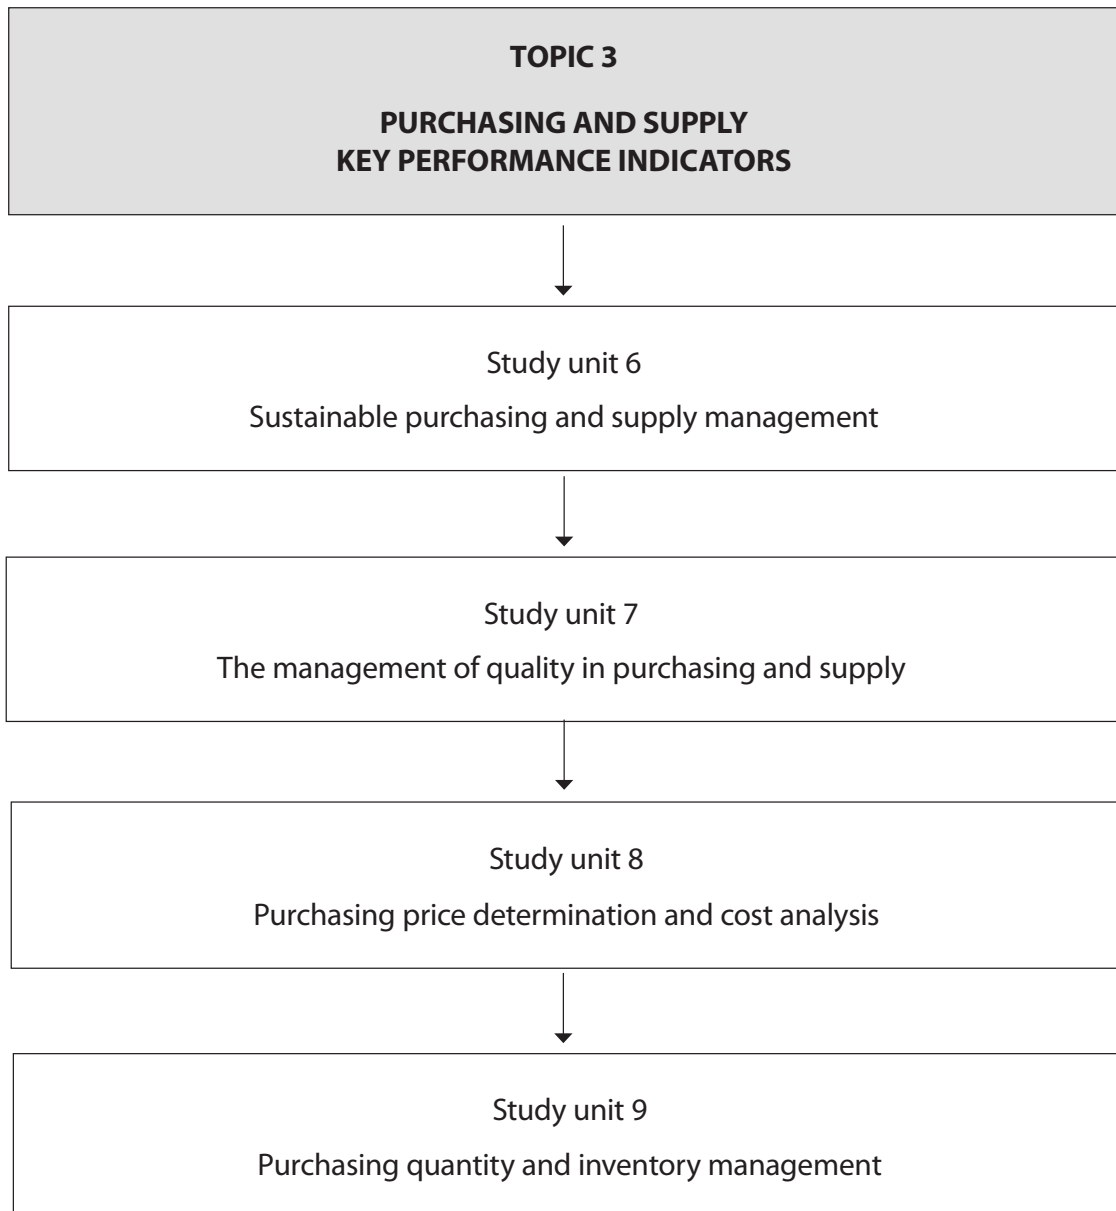 TOPIC 3
PURCHASING AND SUPPLY
KEY PERFORMANCE INDICATORS
Study unit 6
Sustainable purchasing and supply management
Study unit 7
The management of quality in purchasing and supply
Study unit 8
Purchasing price determination and cost analysis
Study unit 9
Purchasing quantity and inventory management